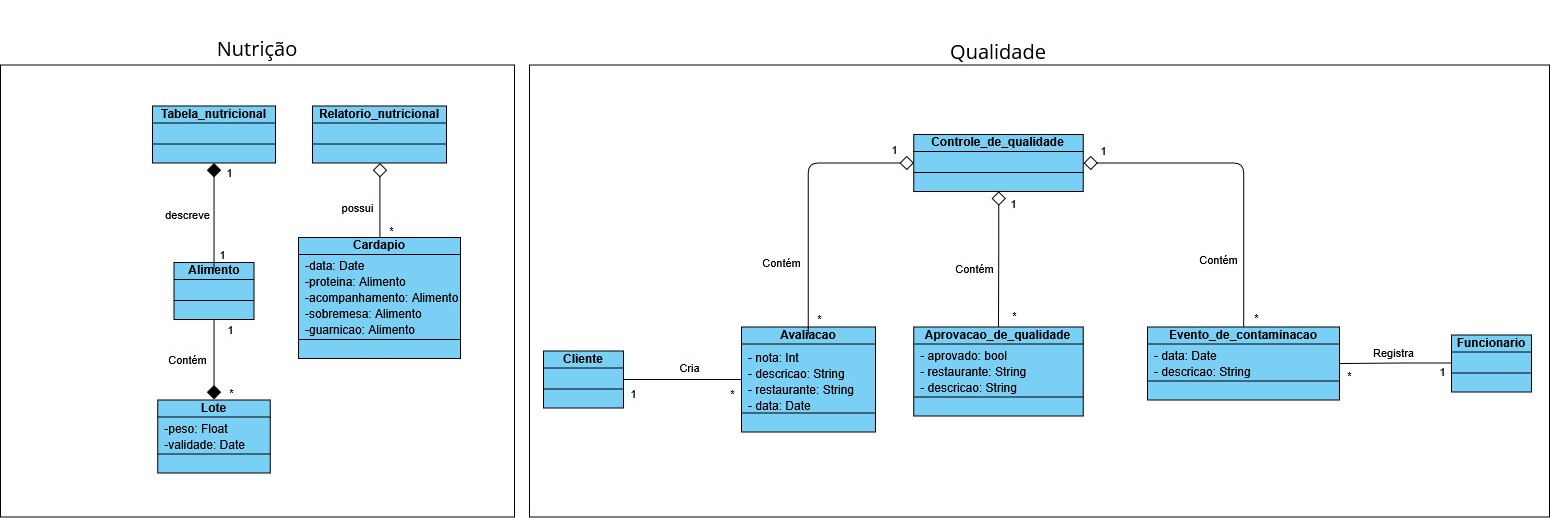 Nutrição
Tabela_nutricional
1
descreve
1
Alimento
1
Contém
*
Lote
-peso: Float
-validade: Date
Relatorio_nutricional
possui
*
Cardapio
-data: Date
-proteina: Alimento
-acompanhamento: Alimento
-sobremesa: Alimento
-guarnicao: Alimento
Qualidade
Controle_de_qualidade
1
1
1
Contém
Contém
Contém
*
*
*
Cliente
1
Cria
*
Avaliacao
- nota: Int
- descricao: String
- restaurante: String
- data: Date
Aprovacao_de_qualidade
- aprovado: bool
- restaurante: String
- descricao: String
Evento_de_contaminacao
- data: Date
- descricao: String
*
Registra
1
Funcionario